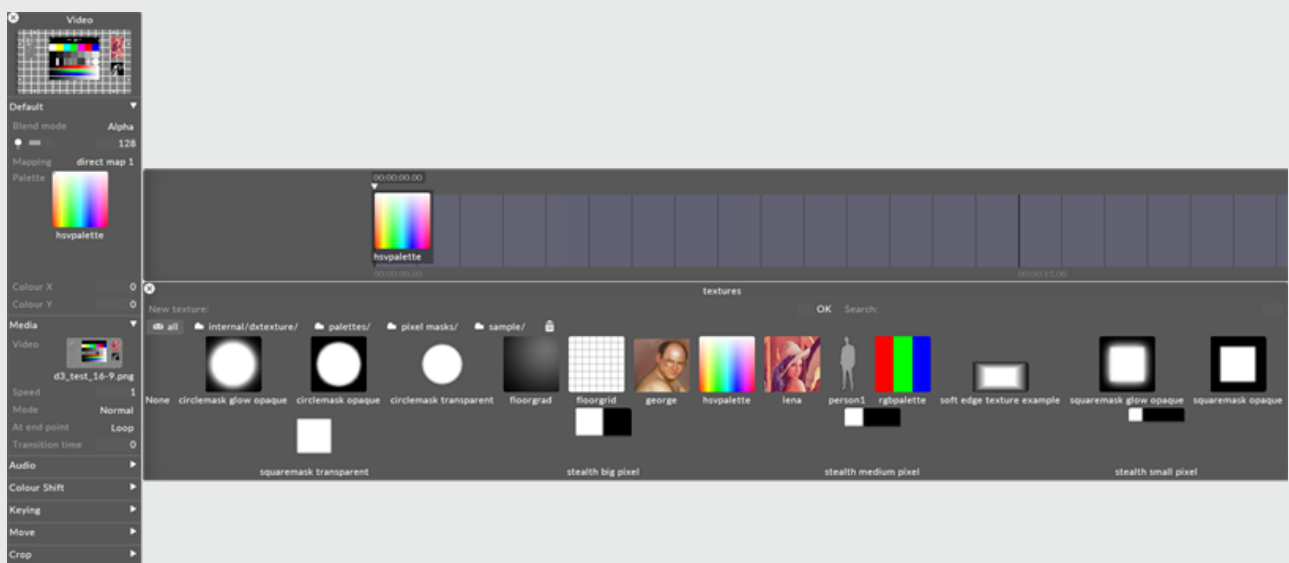 Video
Default
Blend mode Alpha
128
Mapping direct map 1
Palette
hsvpalette
Colour X 0
Colour Y 0
Media
Video
d3_test_16-9.png
Speed 1
Mode Normal
At end point Loop
Transition time 0
Audio
Colour Shift
Keying
Move
Crop
00:00:00.00
hsvpalette
00:00:00.00 00:00:15.00
textures
New texture: OK Search:
all internal/dxtexture/ palettes/ pixel masks/ sample/
None circlemask glow opaque circlemask opaque circlemask transparent floorgrad floorgrid george hsvpalette lena person1 rgbpalette soft edge texture example squaremask glow opaque squaremask opaque
squaremask transparent stealth big pixel stealth medium pixel stealth small pixel